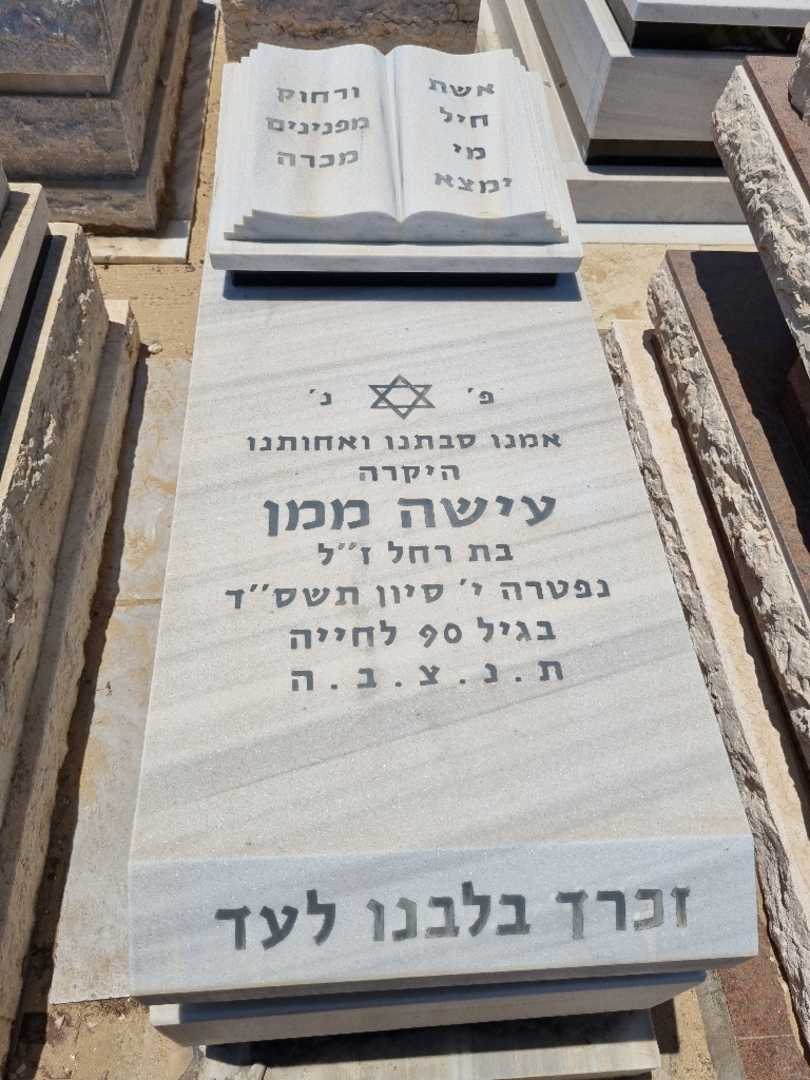 אשת
חיל
מי
ימצא
ורחוק
מפנינים
מכרה
פ׳ נ׳
אמנו סבתנו ואחותנו
היקרה
עישה ממן
בת רחל ז״ל
נפטרה י׳ סיון תשס״ד
בגיל 90 לחייה
ת . נ . צ . ב . ה
זכרך בלבנו לעד